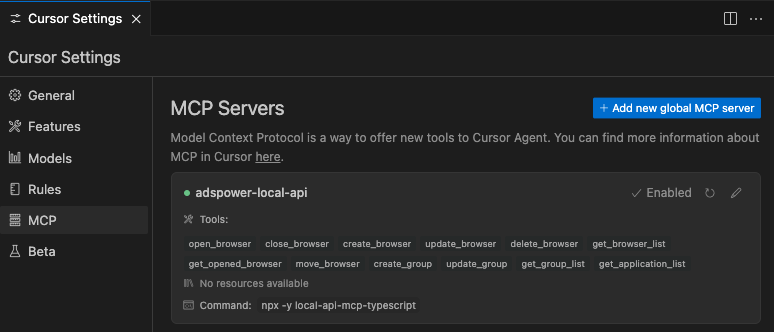 Cursor Settings
Cursor Settings
General
Features
Models
Rules
MCP
Beta
MCP Servers
+ Add new global MCP server
Model Context Protocol is a way to offer new tools to Cursor Agent. You can find more information about
MCP in Cursor here.
adspower-local-api
Enabled
Tools:
open_browser close_browser create_browser update_browser delete_browser get_browser_list
get_opened_browser move_browser create_group update_group get_group_list get_application_list
No resources available
Command: npx -y local-api-mcp-typescript